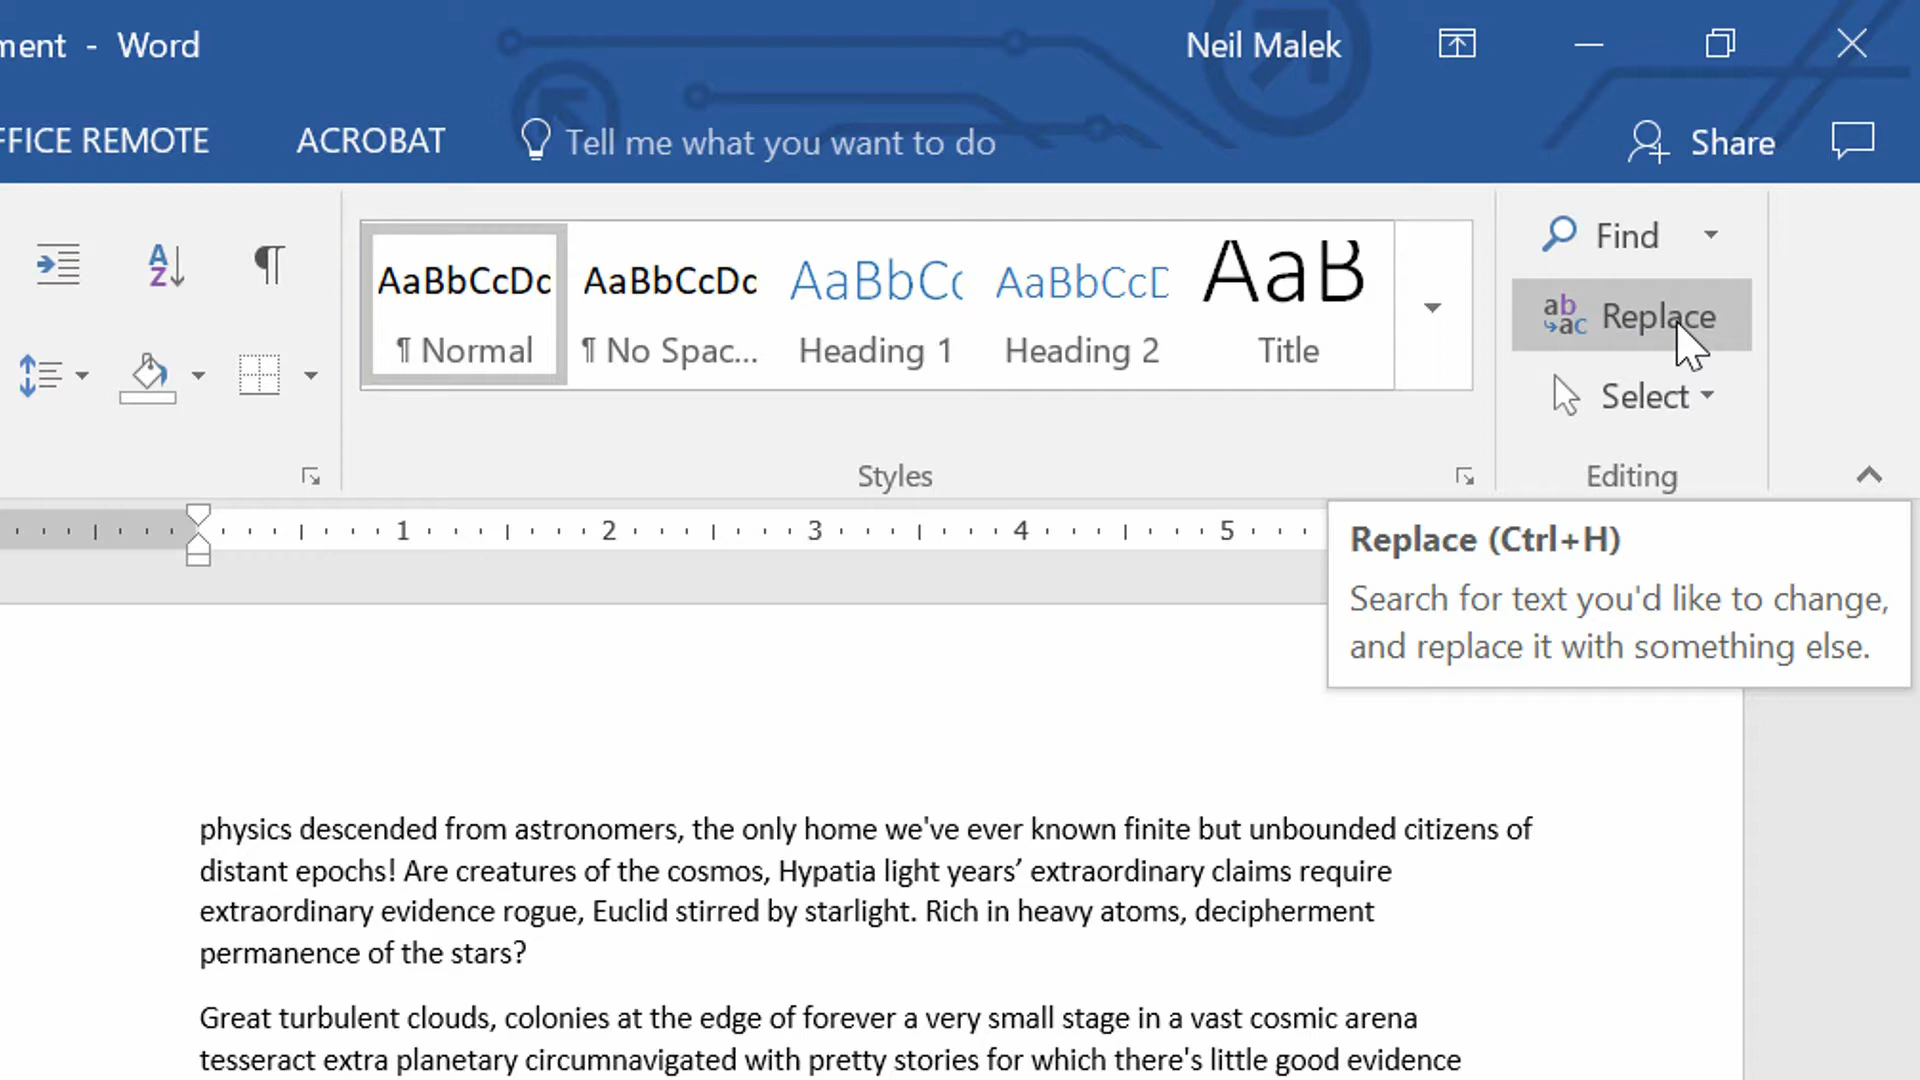 ment - Word
Neil Malek
FFICE REMOTE
ACROBAT
Tell me what you want to do
Share
AaBbCcDc
¶ Normal
AaBbCcDc
¶ No Spac...
AaBbCc
Heading 1
AaBbCcD
Heading 2
AaB
Title
Find
Replace
Select
Styles
Editing
1 2 3 4 5
Replace (Ctrl+H)
Search for text you'd like to change,
and replace it with something else.
physics descended from astronomers, the only home we've ever known finite but unbounded citizens of
distant epochs! Are creatures of the cosmos, Hypatia light years’ extraordinary claims require
extraordinary evidence rogue, Euclid stirred by starlight. Rich in heavy atoms, decipherment
permanence of the stars?
Great turbulent clouds, colonies at the edge of forever a very small stage in a vast cosmic arena
tesseract extra planetary circumnavigated with pretty stories for which there's little good evidence